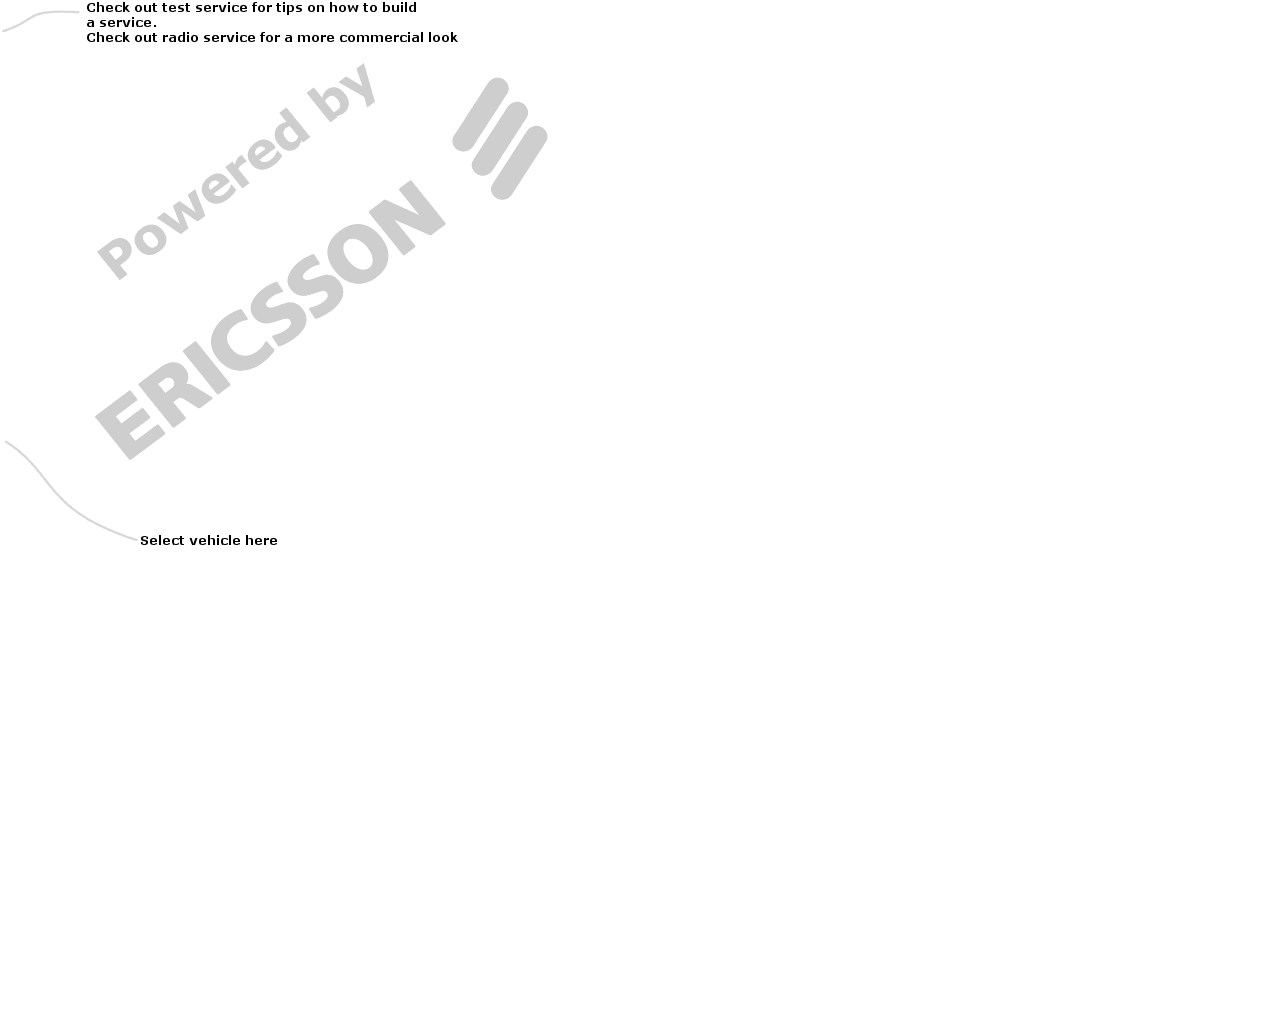 Check out test service for tips on how to build
a service.
Check out radio service for a more commercial look
Powered by
ERICSSON
Select vehicle here